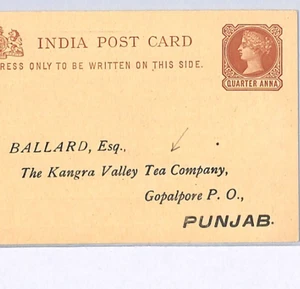 INDIA POST CARD
RESS ONLY TO BE WRITTEN ON THIS SIDE.
QUARTER ANNA
BALLARD, Esq.,
The Kangra Valley Tea Company,
Gopalpore P. O.,
PUNJAB.